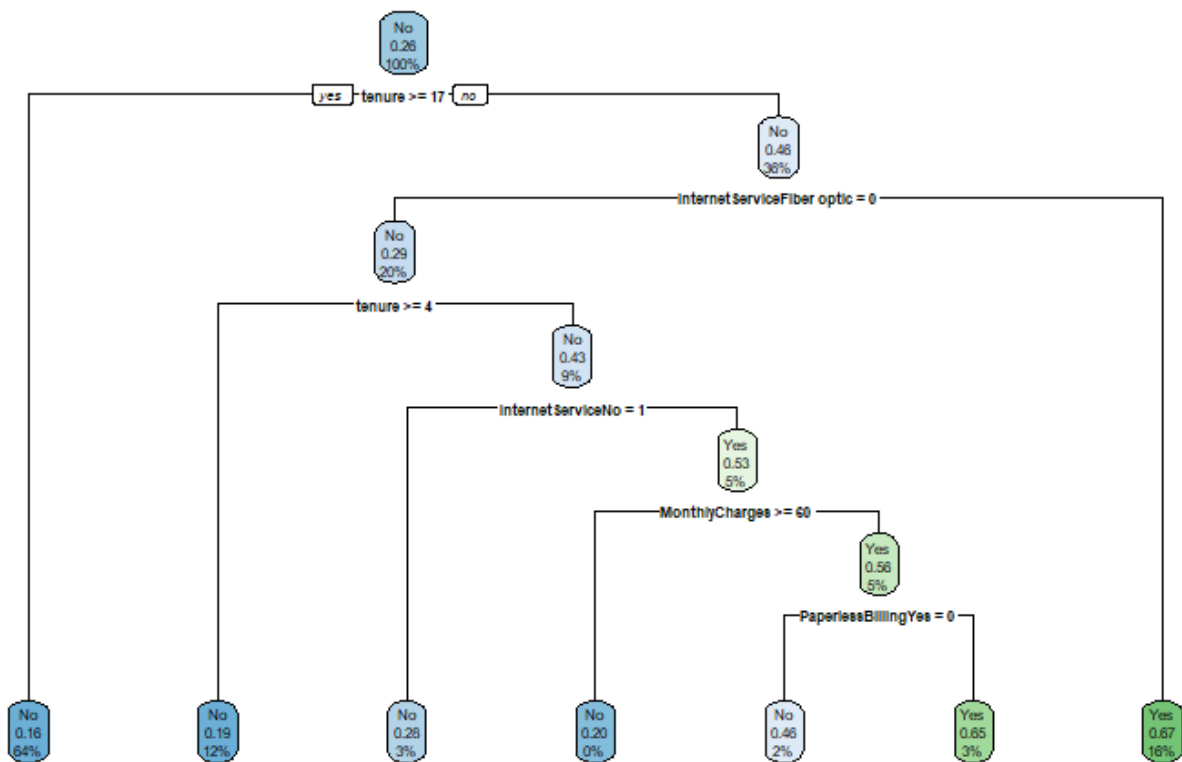 No
0.26
100%
yes tenure >= 17 no
No
0.46
36%
InternetServiceFiber optic = 0
No
0.29
20%
tenure >= 4
No
0.43
9%
InternetServiceNo = 1
Yes
0.53
5%
MonthlyCharges >= 60
Yes
0.56
5%
PaperlessBillingYes = 0
No
0.16
64%
No
0.19
12%
No
0.28
3%
No
0.20
0%
No
0.46
2%
Yes
0.65
3%
Yes
0.67
16%